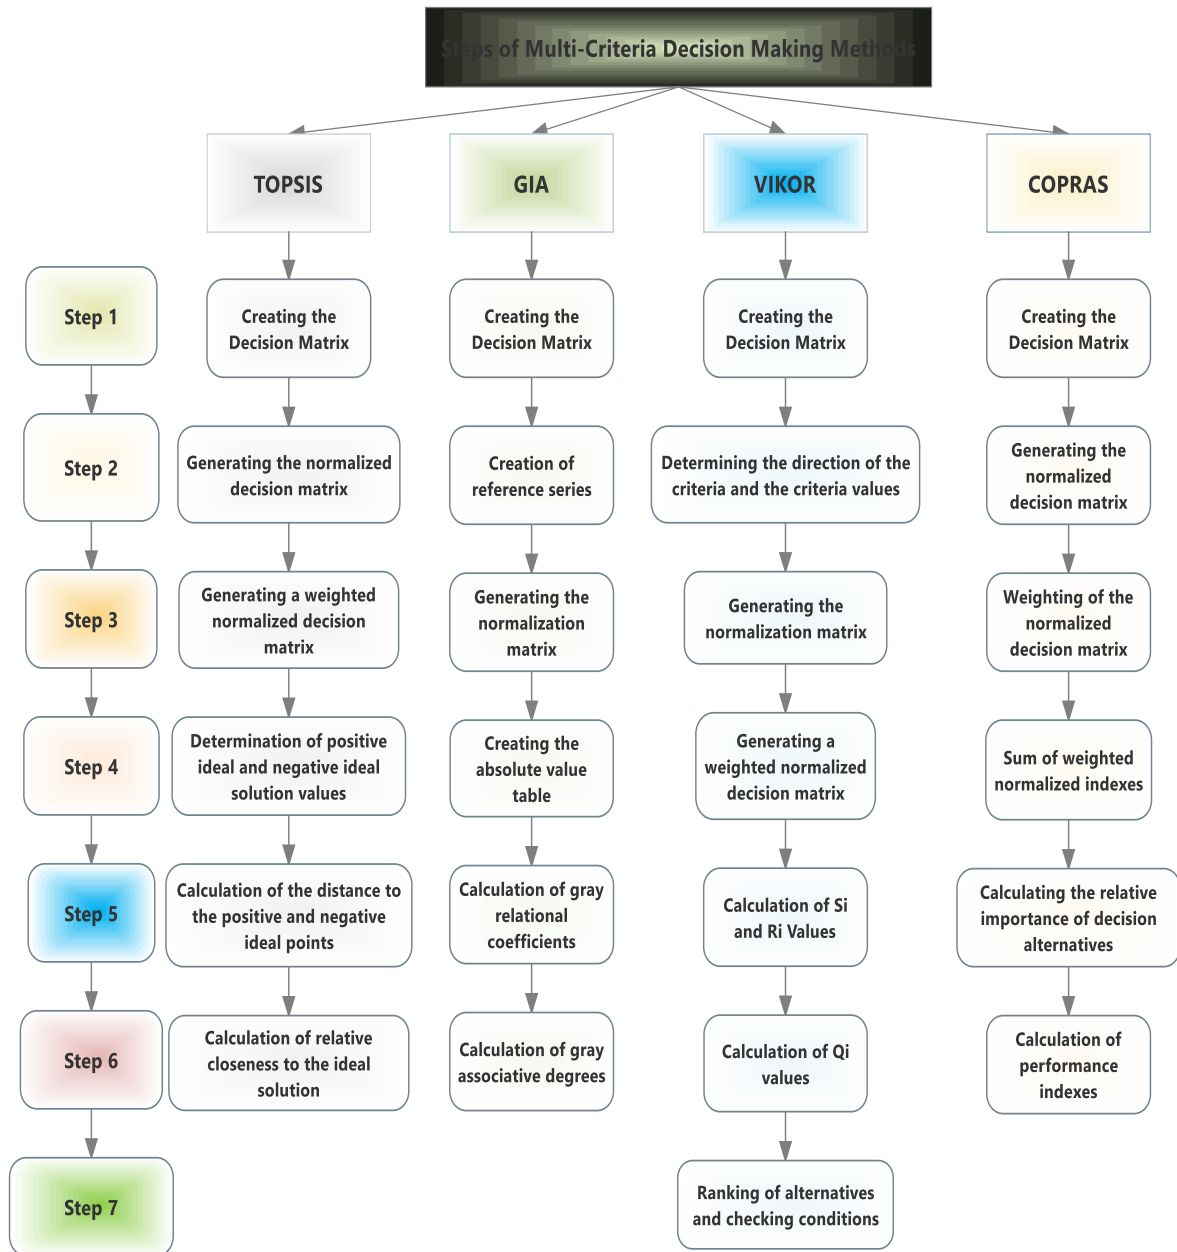 Steps of Multi-Criteria Decision Making Methods
TOPSIS
GIA
VIKOR
COPRAS
Step 1
Creating the
Decision Matrix
Creating the
Decision Matrix
Creating the
Decision Matrix
Creating the
Decision Matrix
Step 2
Generating the normalized
decision matrix
Creation of
reference series
Determining the direction of the
criteria and the criteria values
Generating the
normalized
decision matrix
Step 3
Generating a weighted
normalized decision
matrix
Generating the
normalization
matrix
Generating the
normalization matrix
Weighting of the
normalized
decision matrix
Step 4
Determination of positive
ideal and negative ideal
solution values
Creating the
absolute value
table
Generating a
weighted normalized
decision matrix
Sum of weighted
normalized indexes
Step 5
Calculation of the distance to
the positive and negative
ideal points
Calculation of gray
relational
coefficients
Calculation of Si
and Ri Values
Calculating the relative
importance of decision
alternatives
Step 6
Calculation of relative
closeness to the ideal
solution
Calculation of gray
associative degrees
Calculation of Qi
values
Calculation of
performance
indexes
Step 7
Ranking of alternatives
and checking conditions